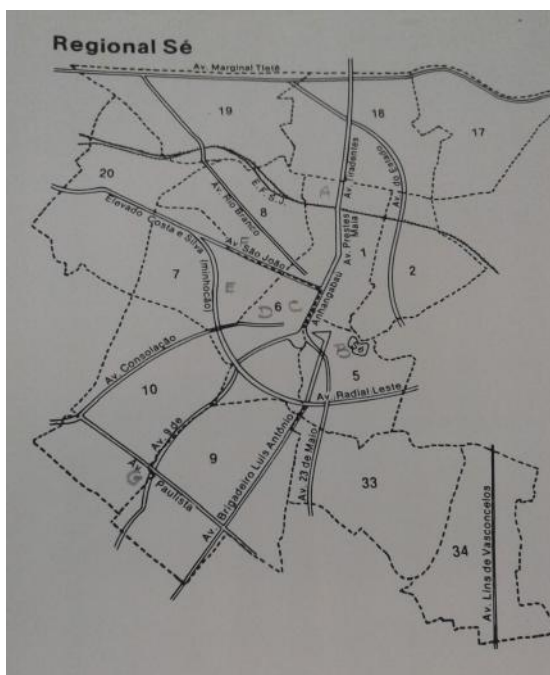 Regional Sé
Av. Marginal Tietê
19
18
17
Av. Tiradentes
Av. do Estado
20
E.F.S.J.
A
Av. Rio Branco
8
Elevado Costa e Silva
Av. São João
Av. Prestes Maia
1
2
7
(minhocão)
E
6
D
C
Anhangabaú
B
5
Av. Consolação
Av. Radial Leste
10
Av. 9 de
9
Av. Brigadeiro Luís Antônio
Av. 23 de Maio
33
Av. Paulista
G
34
Av. Lins de Vasconcelos